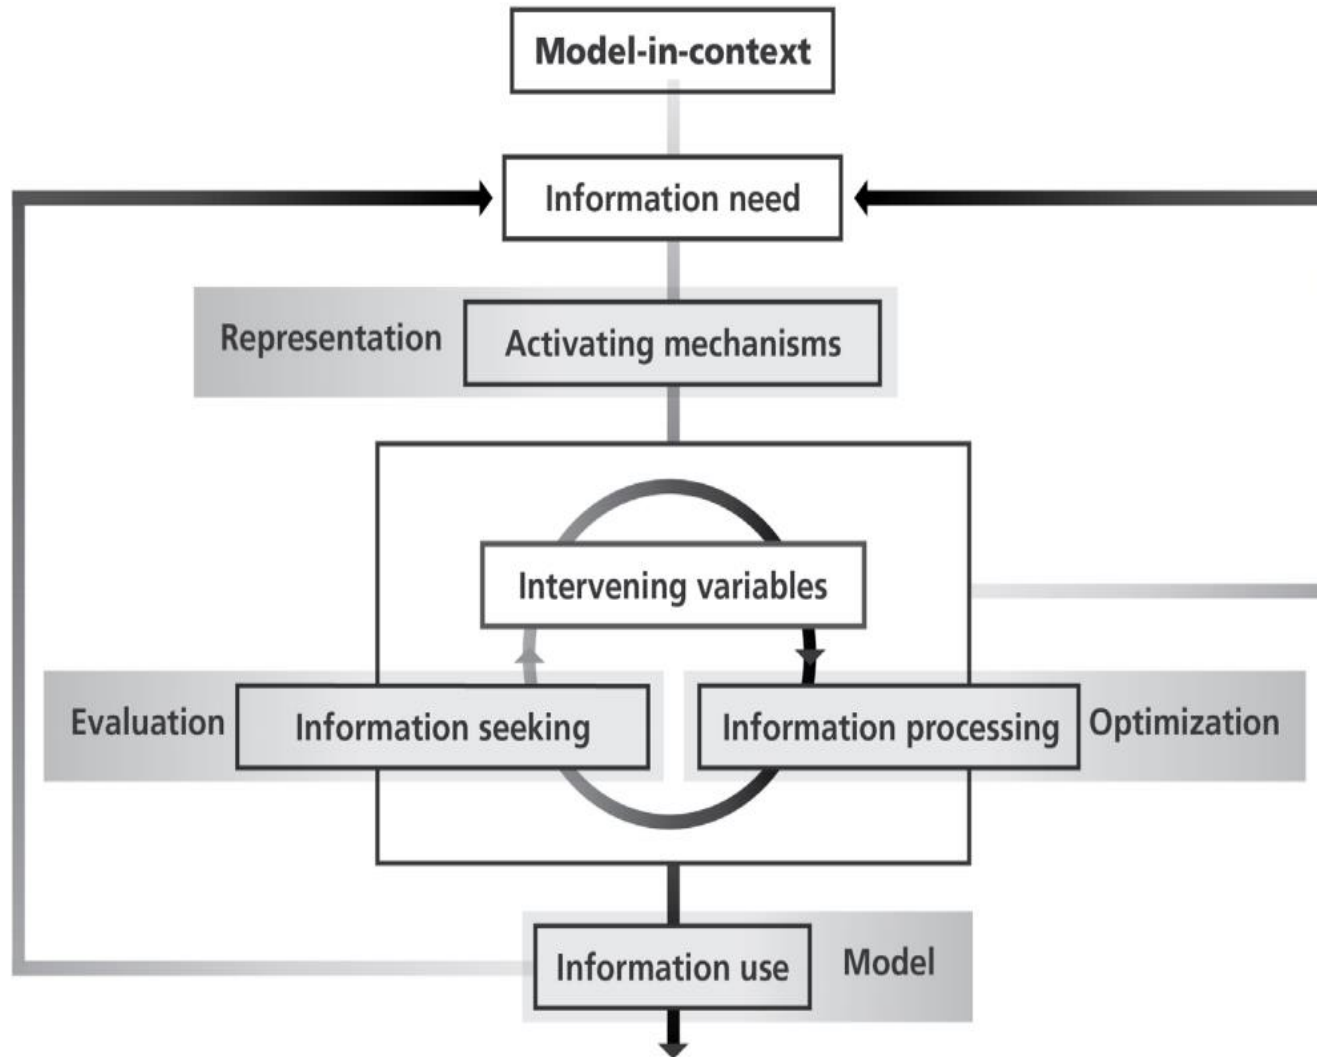 Model-in-context
Information need
Representation
Activating mechanisms
Intervening variables
Evaluation
Information seeking
Information processing
Optimization
Information use
Model